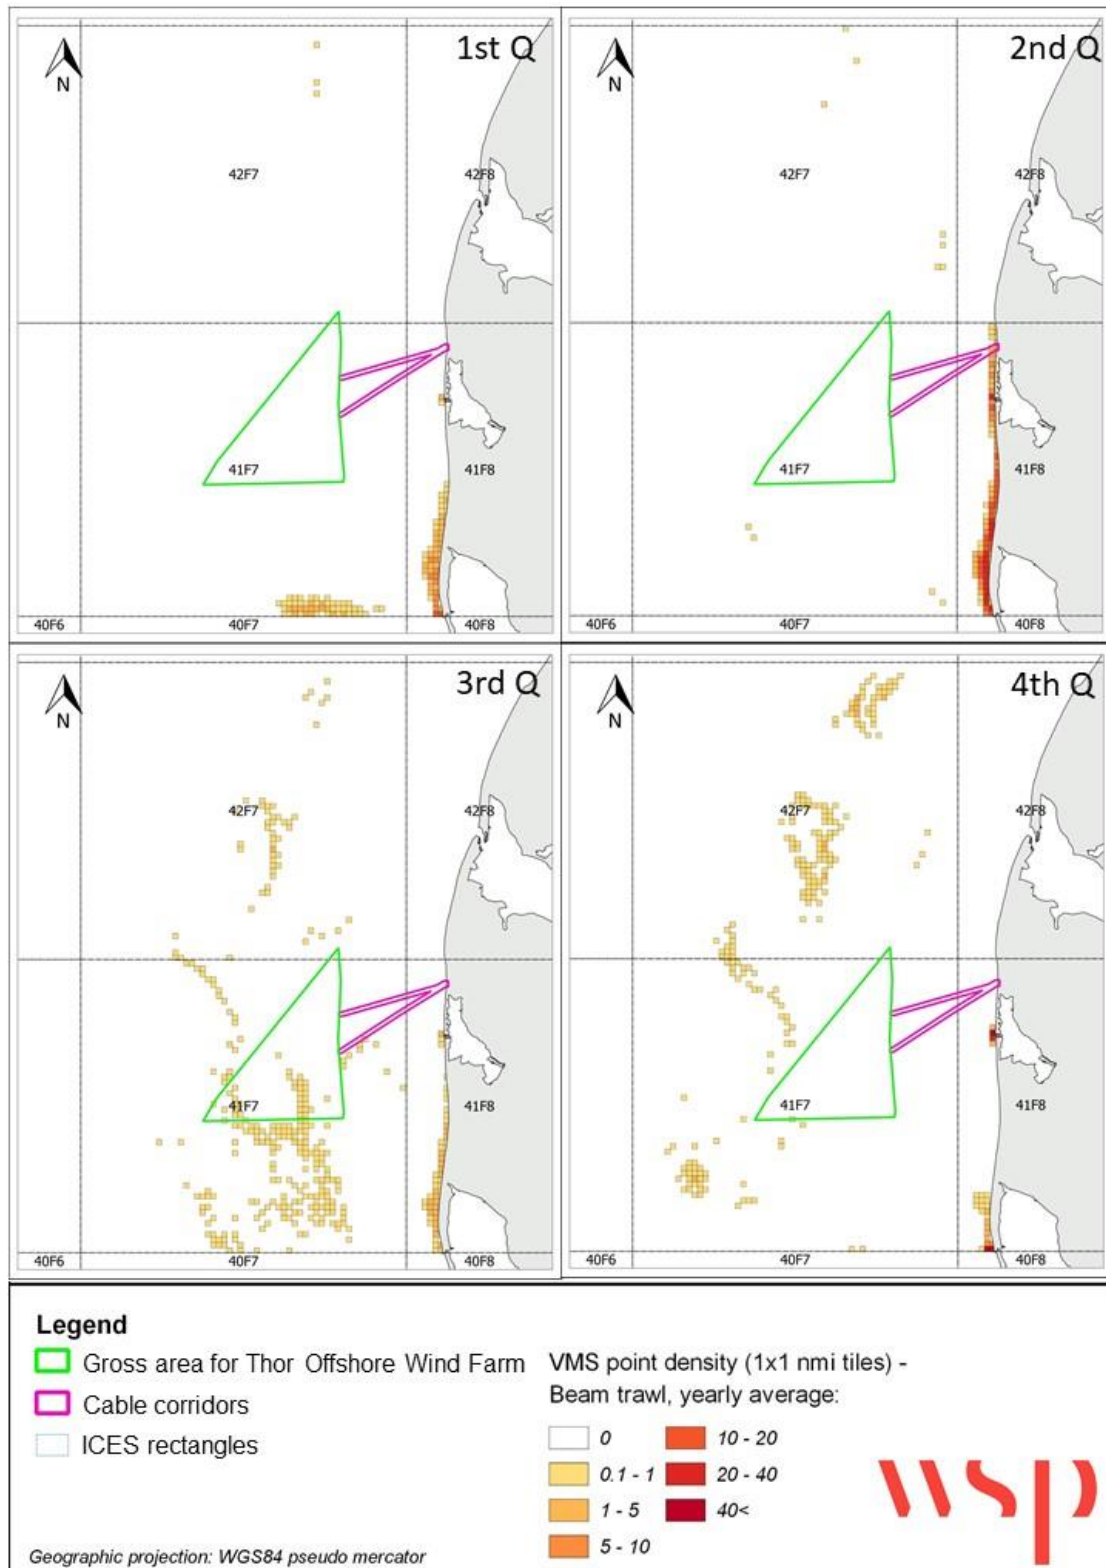 1st Q
N
42F7
42F8
41F7
41F8
40F6
40F7
40F8
2nd Q
N
42F7
42F8
41F7
41F8
40F6
40F7
40F8
3rd Q
N
42F7
42F8
41F7
41F8
40F6
40F7
40F8
4th Q
N
42F7
42F8
41F7
41F8
40F6
40F7
40F8
Legend
Gross area for Thor Offshore Wind Farm
Cable corridors
ICES rectangles
VMS point density (1x1 nmi tiles) -
Beam trawl, yearly average:
0
0.1 - 1
1 - 5
5 - 10
10 - 20
20 - 40
40<
wsp
Geographic projection: WGS84 pseudo mercator